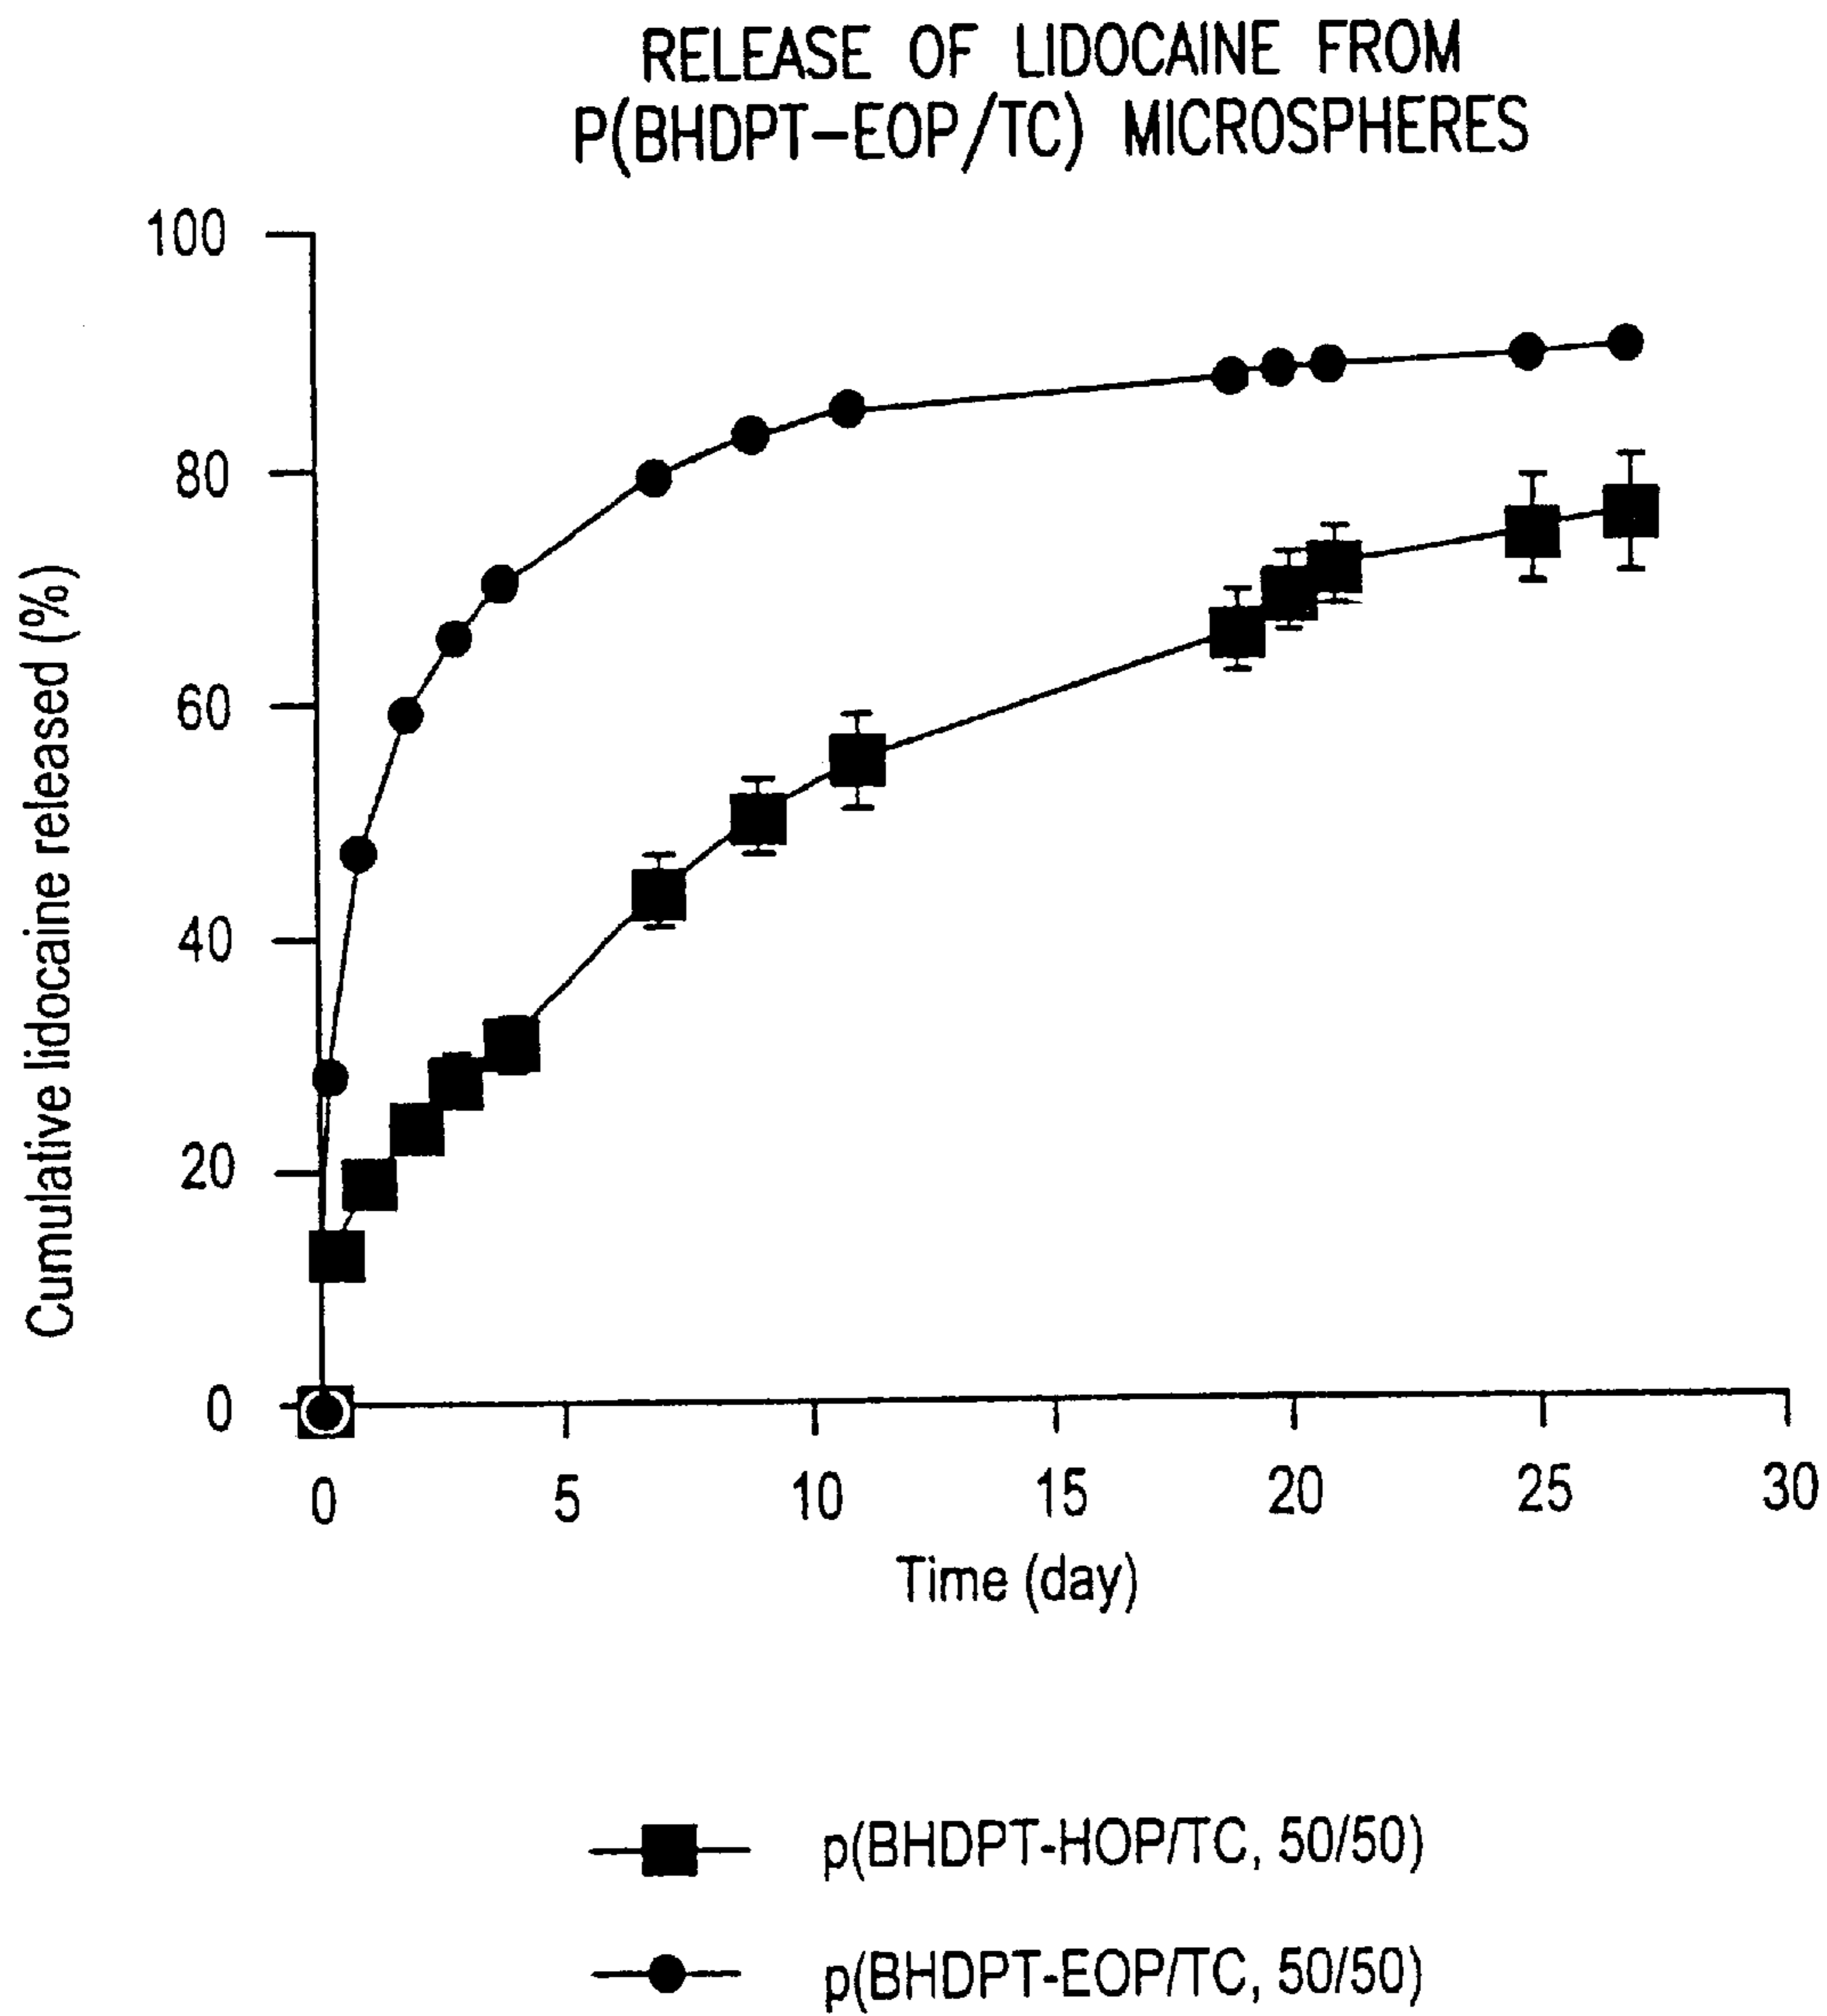 RELEASE OF LIDOCAINE FROM
P(BHDPT-EOP/TC) MICROSPHERES
100
80
60
40
20
0
Cumulative lidocaine released (%)
0 5 10 15 20 25 30
Time (day)
p(BHDPT-HOP/TC, 50/50)
p(BHDPT-EOP/TC, 50/50)